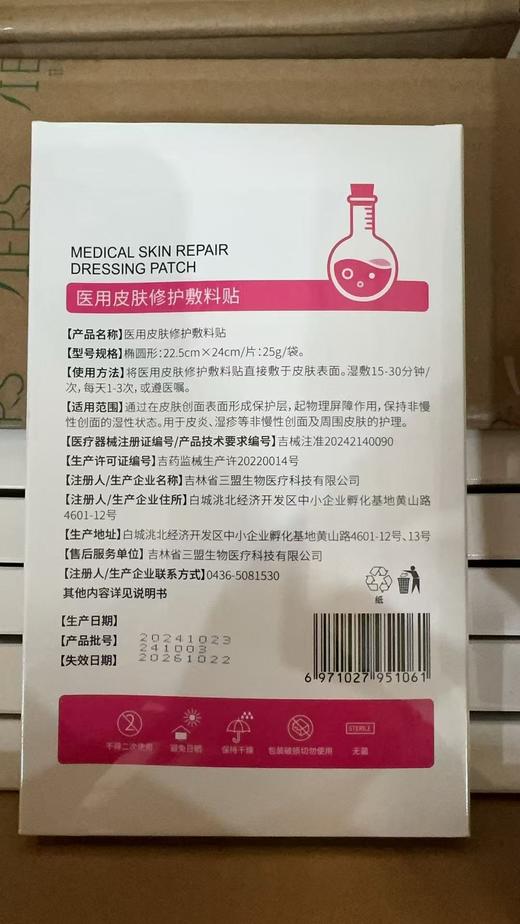 MEDICAL SKIN REPAIR
DRESSING PATCH
医用皮肤修护敷料贴
【产品名称】医用皮肤修护敷料贴
【型号规格】椭圆形:22.5cm×24cm/片:25g/袋。
【使用方法】将医用皮肤修护敷料贴直接敷于皮肤表面。湿敷15-30分钟/
次,每天1-3次,或遵医嘱。
【适用范围】通过在皮肤创面表面形成保护层,起物理屏障作用,保持非慢
性创面的湿性状态。用于皮炎、湿疹等非慢性创面及周围皮肤的护理。
【医疗器械注册证编号/产品技术要求编号】吉械注准20242140090
【生产许可证编号】吉药监械生产许20220014号
【注册人/生产企业名称】吉林省三盟生物医疗科技有限公司
【注册人/生产企业住所】白城洮北经济开发区中小企业孵化基地黄山路
4601-12号
【生产地址】白城洮北经济开发区中小企业孵化基地黄山路4601-12号、13号
【售后服务单位】吉林省三盟生物医疗科技有限公司
【注册人/生产企业联系方式】0436-5081530
其他内容详见说明书
纸
【生产日期】 20241023
【产品批号】 241003
【失效日期】 20261022
6 971027 951061
2
STERILE
不得二次使用 避免日晒 保持干燥 包装破损切勿使用 无菌